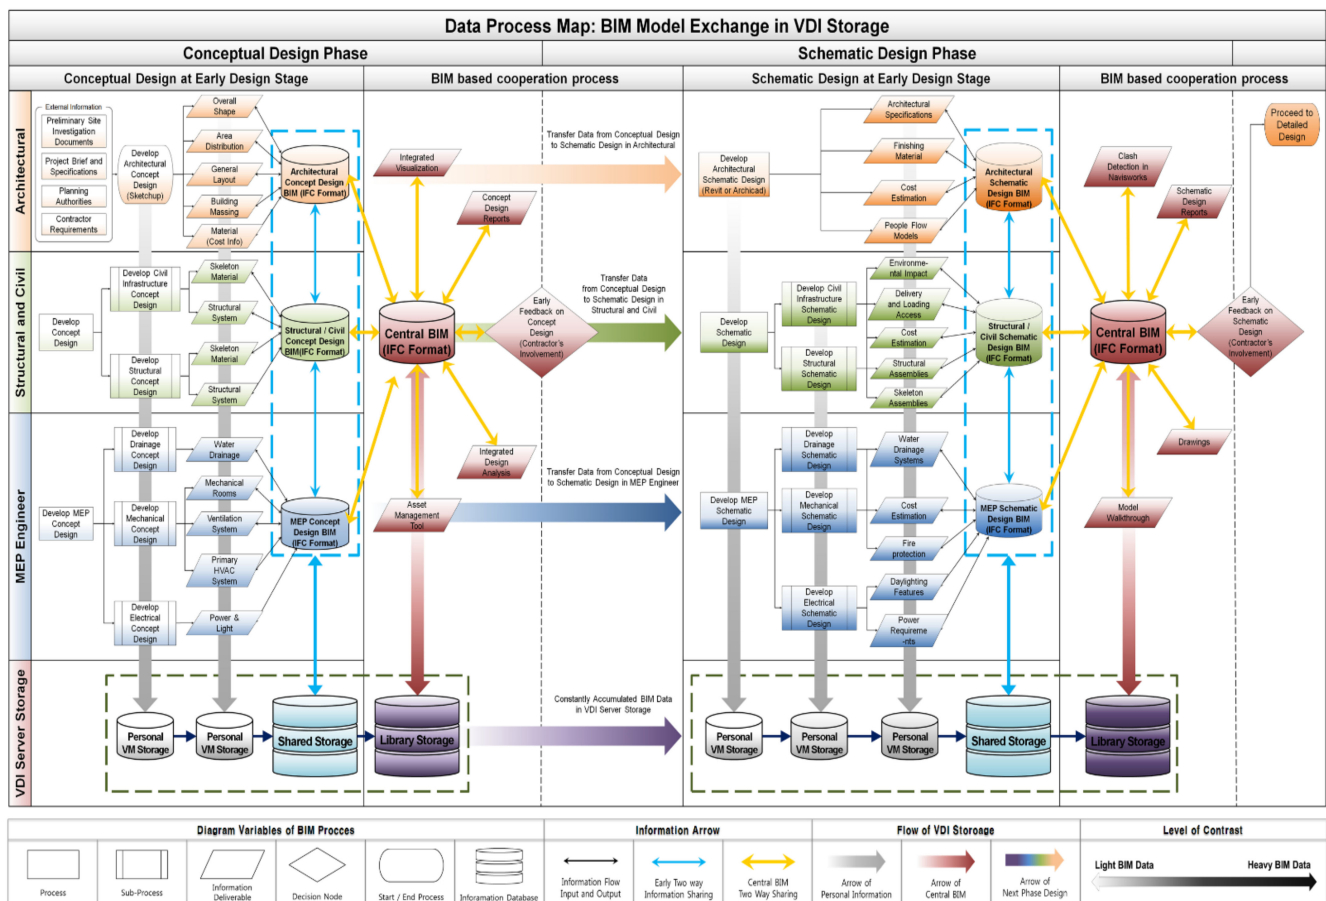 Data Process Map: BIM Model Exchange in VDI Storage
Conceptual Design Phase
Schematic Design Phase
Conceptual Design at Early Design Stage
BIM based cooperation process
Schematic Design at Early Design Stage
BIM based cooperation process
Architectural
External Information
Preliminary Site
Investigation
Documents
Project Brief and
Specifications
Planning
Authorities
Contractor
Requirements
Develop
Architectural
Concept
Design
(Sketchup)
Overall
Shape
Area
Distribution
General
Layout
Building
Massing
Material
(Cost Info)
Architectural
Concept Design
BIM (IFC Format)
Integrated
Visualization
Concept
Design
Reports
Transfer Data from Conceptual Design
to Schematic Design in Architectural
Develop
Architectural
Schematic Design
(Revit or Archicad)
Architectural
Specifications
Finishing
Material
Cost
Estimation
People Flow
Models
Architectural
Schematic
Design BIM
(IFC Format)
Clash
Detection in
Navisworks
Schematic
Design
Reports
Proceed to
Detailed
Design
Structural and Civil
Develop
Concept
Design
Develop Civil
Infrastructure
Concept
Design
Develop
Structural
Concept
Design
Skeleton
Material
Structural
System
Skeleton
Material
Structural
System
Structural / Civil
Concept Design
BIM(IFC Format)
Central BIM
(IFC Format)
Early
Feedback on
Concept
Design
(Contractor's
Involvement)
Transfer Data
from Conceptual Design
to Schematic Design in
Structural and Civil
Develop
Schematic
Design
Develop Civil
Infrastructure
Schematic
Design
Develop
Structural
Schematic
Design
Environme-
ntal Impact
Delivery
and Loading
Access
Cost
Estimation
Structural
Assemblies
Skeleton
Assemblies
Structural /
Civil Schematic
Design BIM
(IFC Format)
Central BIM
(IFC Format)
Early
Feedback on
Schematic
Design
(Contractor's
Involvement)
MEP Engineer
Develop MEP
Concept
Design
Develop
Drainage
Concept
Design
Develop
Mechanical
Concept
Design
Develop
Electrical
Concept
Design
Water
Drainage
Mechanical
Rooms
Ventilation
System
Primary
HVAC
System
Power &
Light
MEP Concept
Design BIM
(IFC Format)
Integrated
Design
Analysis
Asset
Management
Tool
Transfer Data from Conceptual Design
to Schematic Design in MEP Engineer
Develop MEP
Schematic
Design
Develop
Drainage
Schematic
Design
Develop
Mechanical
Schematic
Design
Develop
Electrical
Schematic
Design
Water
Drainage
Systems
Cost
Estimation
Fire
protection
Daylighting
Features
Power
Requireme
-nts
MEP Schematic
Design BIM
(IFC Format)
Drawings
Model
Walkthrough
VDI Server Storage
Personal
VM Storage
Personal
VM Storage
Shared Storage
Library Storage
Constantly Accumulated BIM Data
in VDI Server Storage
Personal
VM Storage
Personal
VM Storage
Personal
VM Storage
Shared Storage
Library Storage
Diagram Variables of BIM Procces
Information Arrow
Flow of VDI Storoage
Level of Contrast
Process
Sub-Process
Information
Deliverable
Decision Node
Start / End Process
Inforamation Database
Information Flow
Input and Output
Early Two way
Information Sharing
Central BIM
Two Way Sharing
Arrow of
Personal Information
Arrow of
Central BIM
Arrow of
Next Phase Design
Light BIM Data
Heavy BIM Data